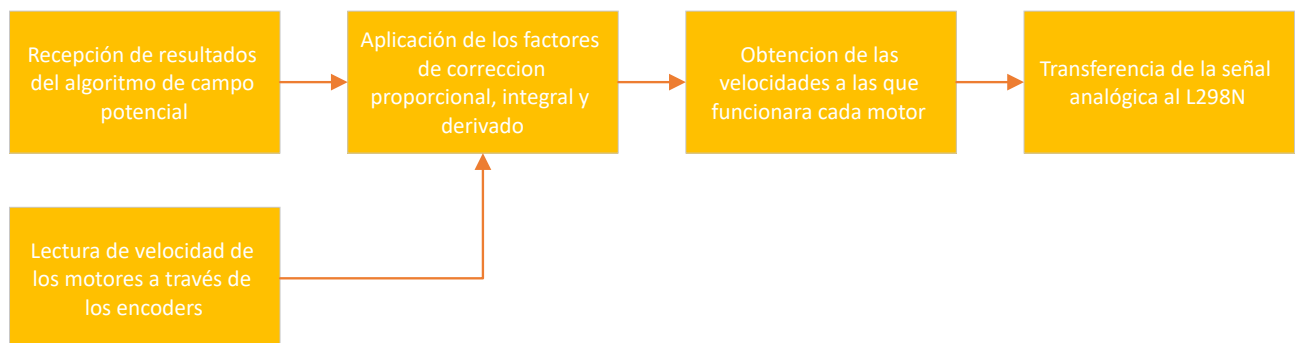 Recepción de resultados
del algoritmo de campo
potencial
Aplicación de los factores
de correccion
proporcional, integral y
derivado
Obtencion de las
velocidades a las que
funcionara cada motor
Transferencia de la señal
analógica al L298N
Lectura de velocidad de
los motores a través de
los encoders